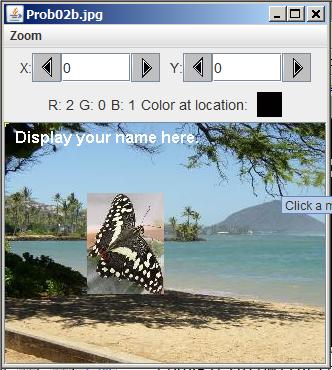 Prob02b.jpg
Zoom
X: 0 Y: 0
R: 2 G: 0 B: 1 Color at location:
Display your name here.
Click a m